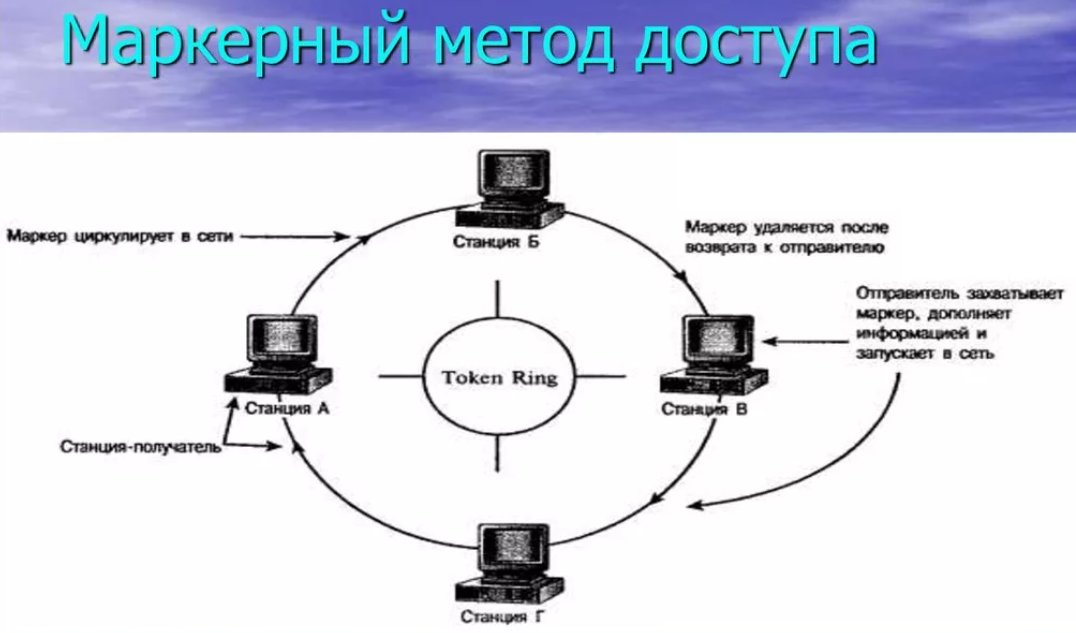 Маркерный метод доступа
Маркер циркулирует в сети
Станция Б
Маркер удаляется после
возврата к отправителю
Отправитель захватывает
маркер, дополняет
информацией и
запускает в сеть
Token Ring
Станция А
Станция В
Станция-получатель
Станция Г